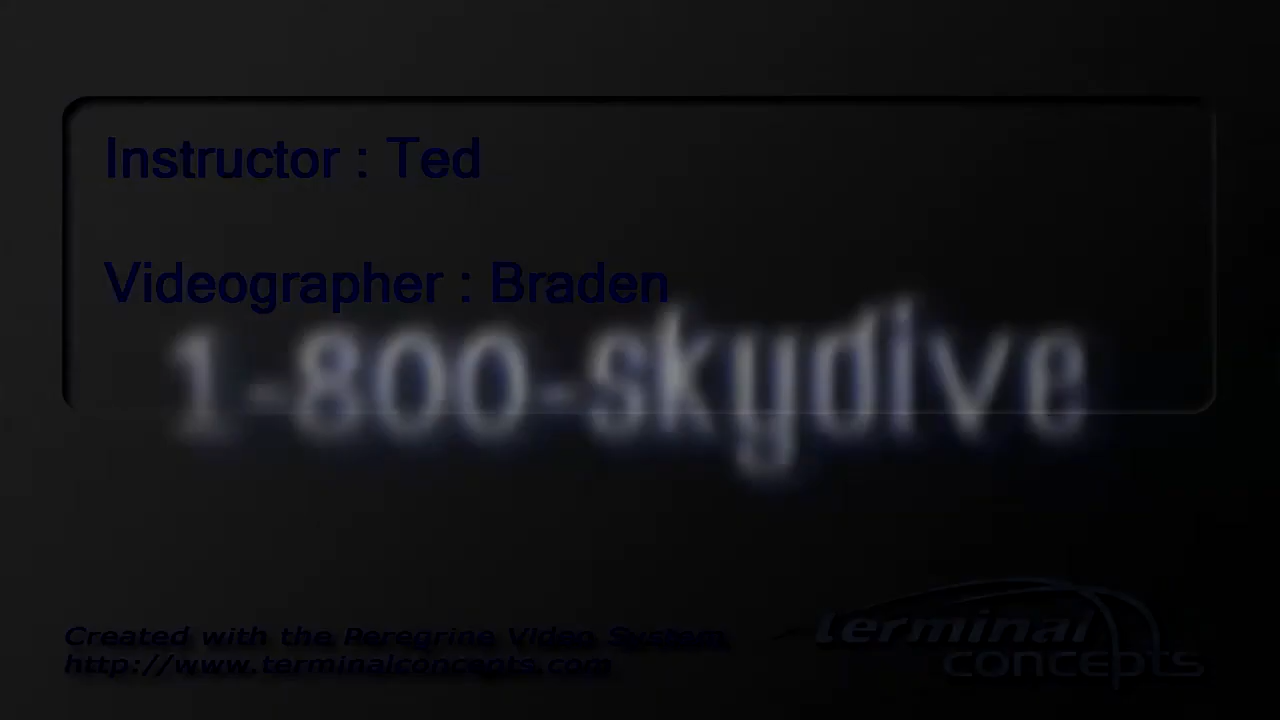 Instructor : Ted
Videographer : Braden
1-800-skydive
Created with the Peregrine Video System
http://www.terminalconcepts.com
terminal
concepts